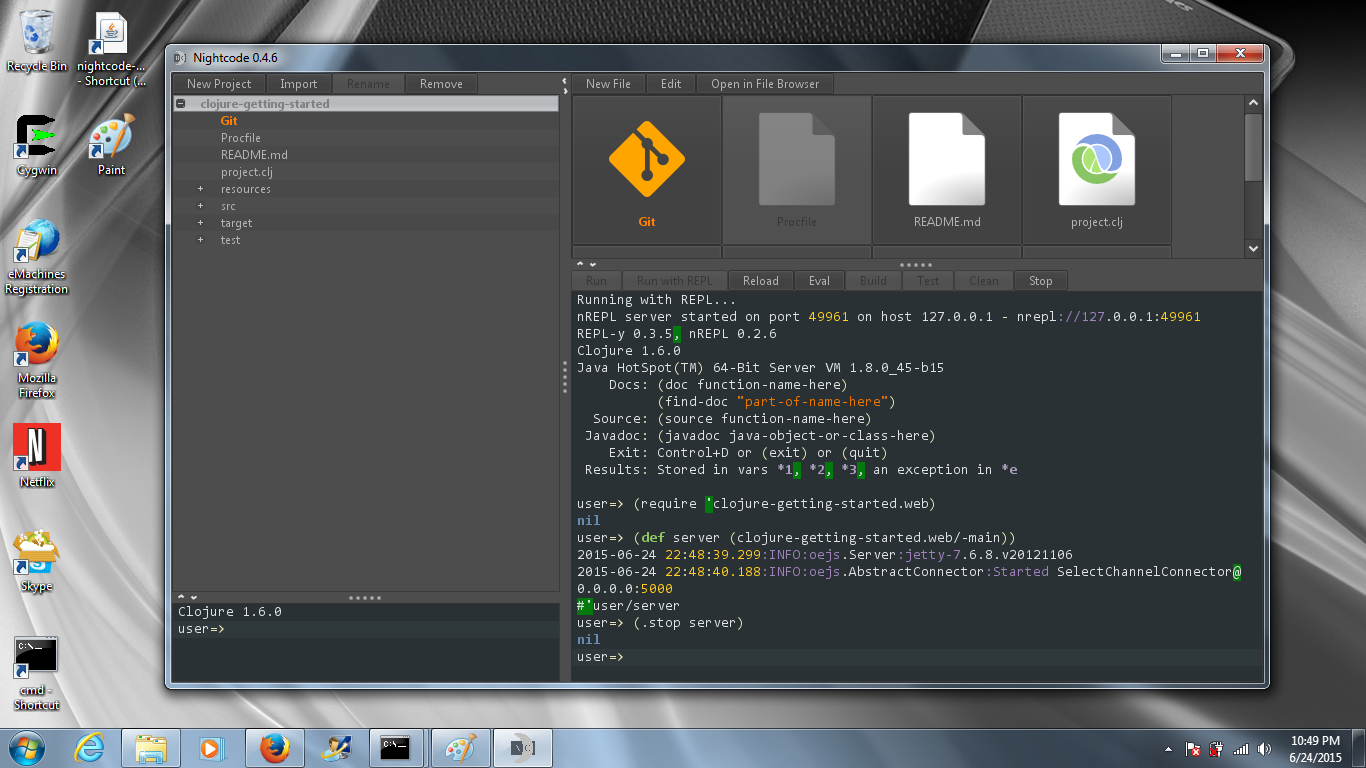 Recycle Bin
nightcode-...
- Shortcut (...
Cygwin
Paint
eMachines
Registration
Mozilla
Firefox
Netflix
Skype
cmd -
Shortcut
Nightcode 0.4.6
New Project Import Rename Remove
clojure-getting-started
Git
Procfile
README.md
project.clj
+ resources
+ src
+ target
+ test
Clojure 1.6.0
user=>
New File Edit Open in File Browser
Git Procfile README.md project.clj
Run Run with REPL Reload Eval Build Test Clean Stop
Running with REPL...
nREPL server started on port 49961 on host 127.0.0.1 - nrepl://127.0.0.1:49961
REPL-y 0.3.5, nREPL 0.2.6
Clojure 1.6.0
Java HotSpot(TM) 64-Bit Server VM 1.8.0_45-b15
Docs: (doc function-name-here)
(find-doc "part-of-name-here")
Source: (source function-name-here)
Javadoc: (javadoc java-object-or-class-here)
Exit: Control+D or (exit) or (quit)
Results: Stored in vars *1, *2, *3, an exception in *e
user=> (require 'clojure-getting-started.web)
nil
user=> (def server (clojure-getting-started.web/-main))
2015-06-24 22:48:39.299:INFO:oejs.Server:jetty-7.6.8.v20121106
2015-06-24 22:48:40.188:INFO:oejs.AbstractConnector:Started SelectChannelConnector@
0.0.0.0:5000
#'user/server
user=> (.stop server)
nil
user=>
10:49 PM
6/24/2015